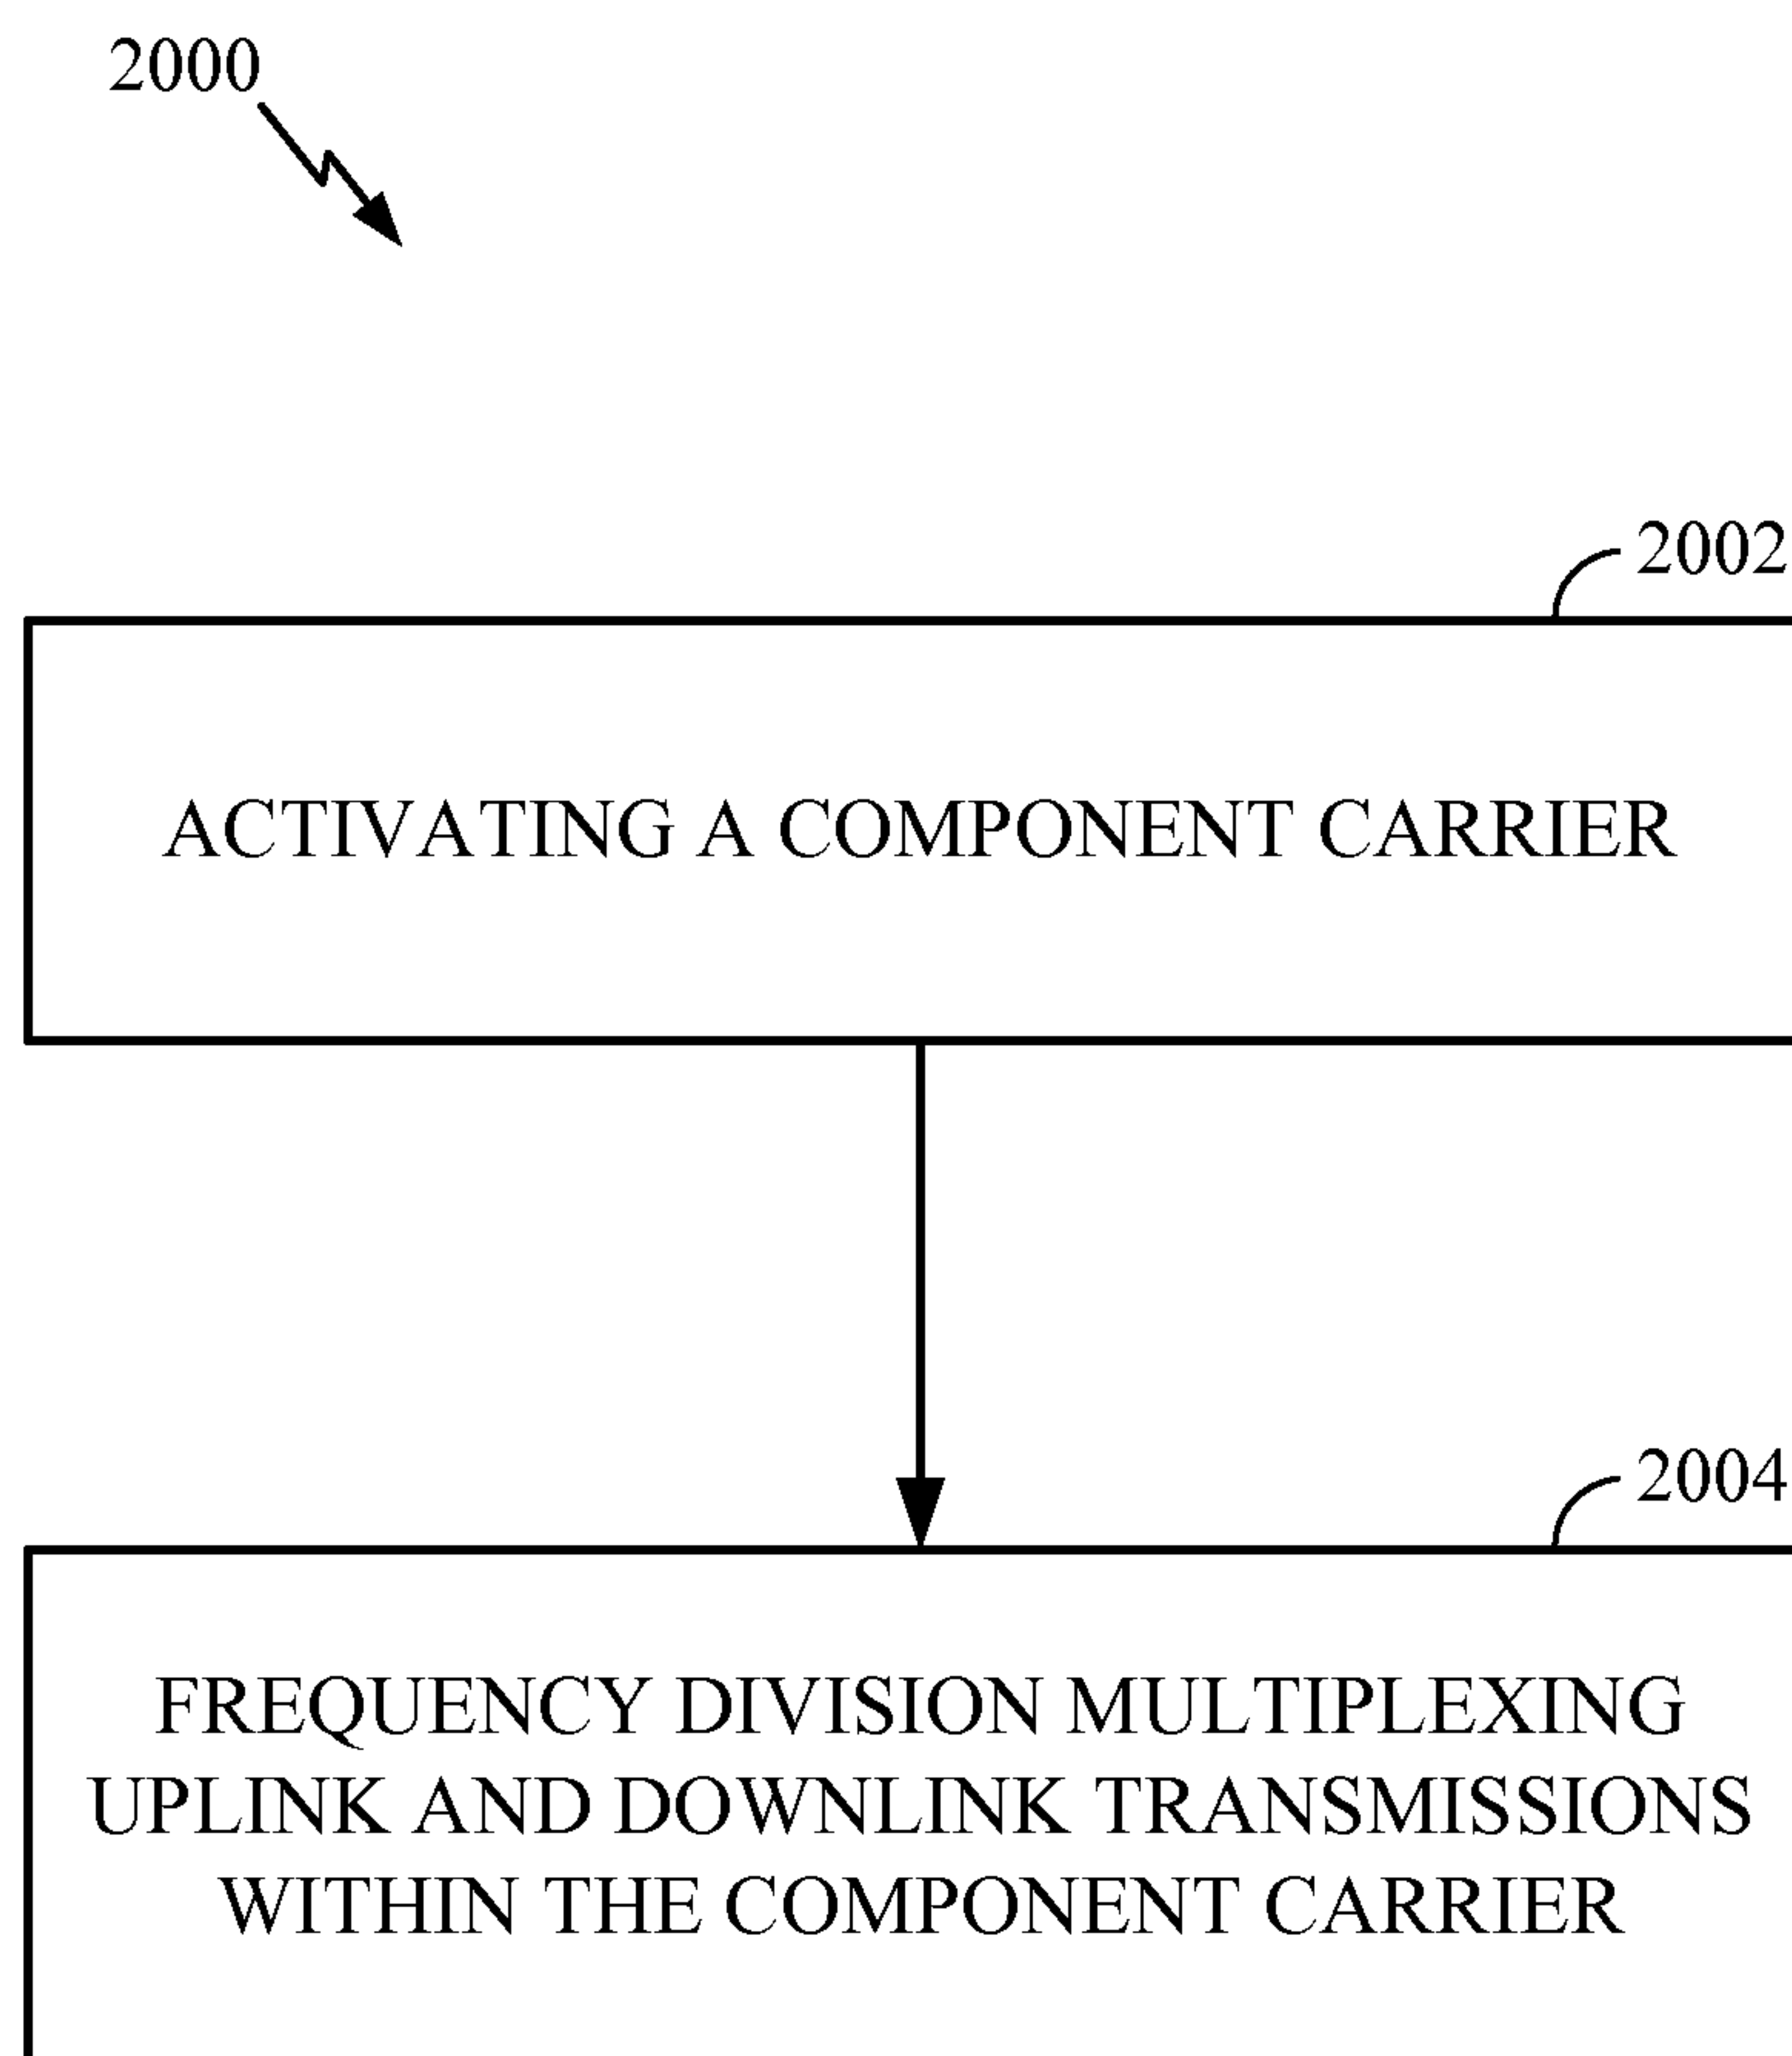 2000
2002
ACTIVATING A COMPONENT CARRIER
2004
FREQUENCY DIVISION MULTIPLEXING
UPLINK AND DOWNLINK TRANSMISSIONS
WITHIN THE COMPONENT CARRIER